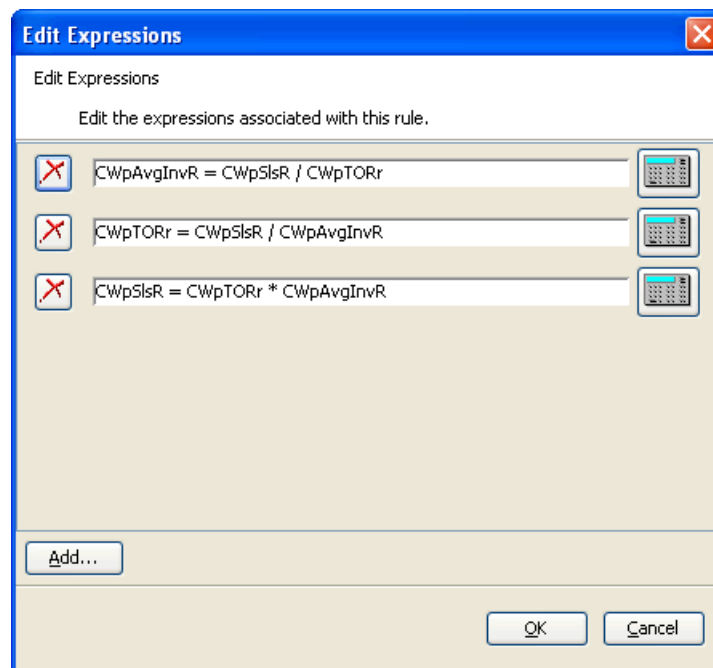 Edit Expressions
Edit Expressions
Edit the expressions associated with this rule.
CWpAvgInvR = CWpSlsR / CWpTORr
CWpTORr = CWpSlsR / CWpAvgInvR
CWpSlsR = CWpTORr * CWpAvgInvR
Add...
OK Cancel